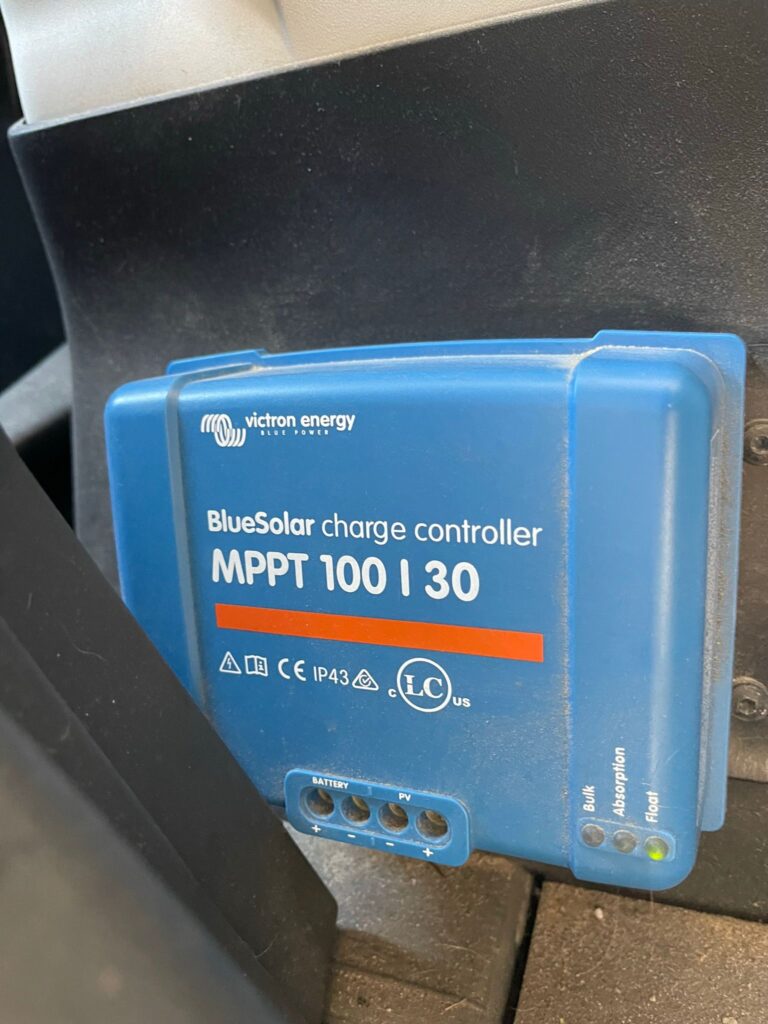 victron energy
BLUE POWER
BlueSolar charge controller
MPPT 100 | 30
CE IP43 c LC US
BATTERY PV
+ - - +
Bulk
Absorption
Float